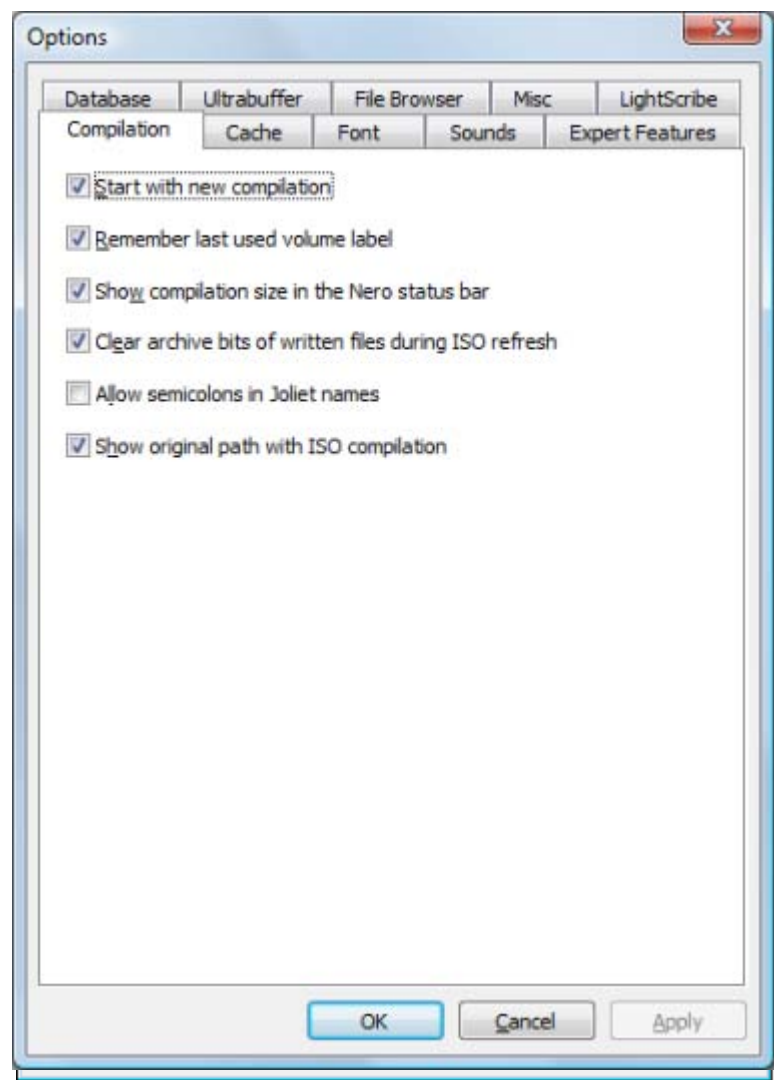 Options
Database Ultrabuffer File Browser Misc LightScribe
Compilation Cache Font Sounds Expert Features
Start with new compilation
Remember last used volume label
Show compilation size in the Nero status bar
Clear archive bits of written files during ISO refresh
Allow semicolons in Joliet names
Show original path with ISO compilation
OK Cancel Apply